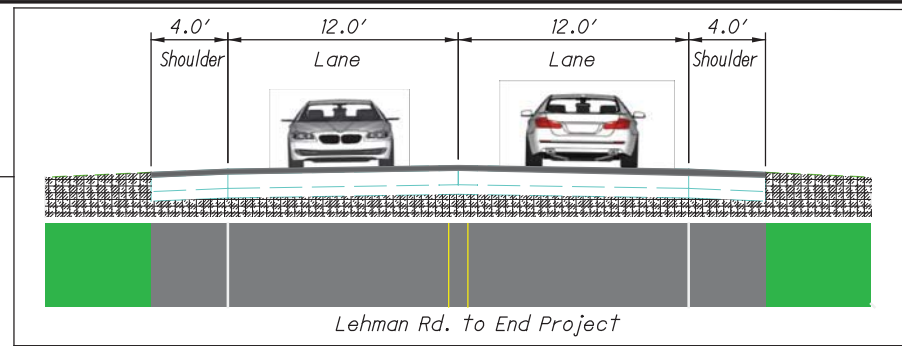 4.0' 12.0' 12.0' 4.0'
Shoulder Lane Lane Shoulder
Lehman Rd. to End Project